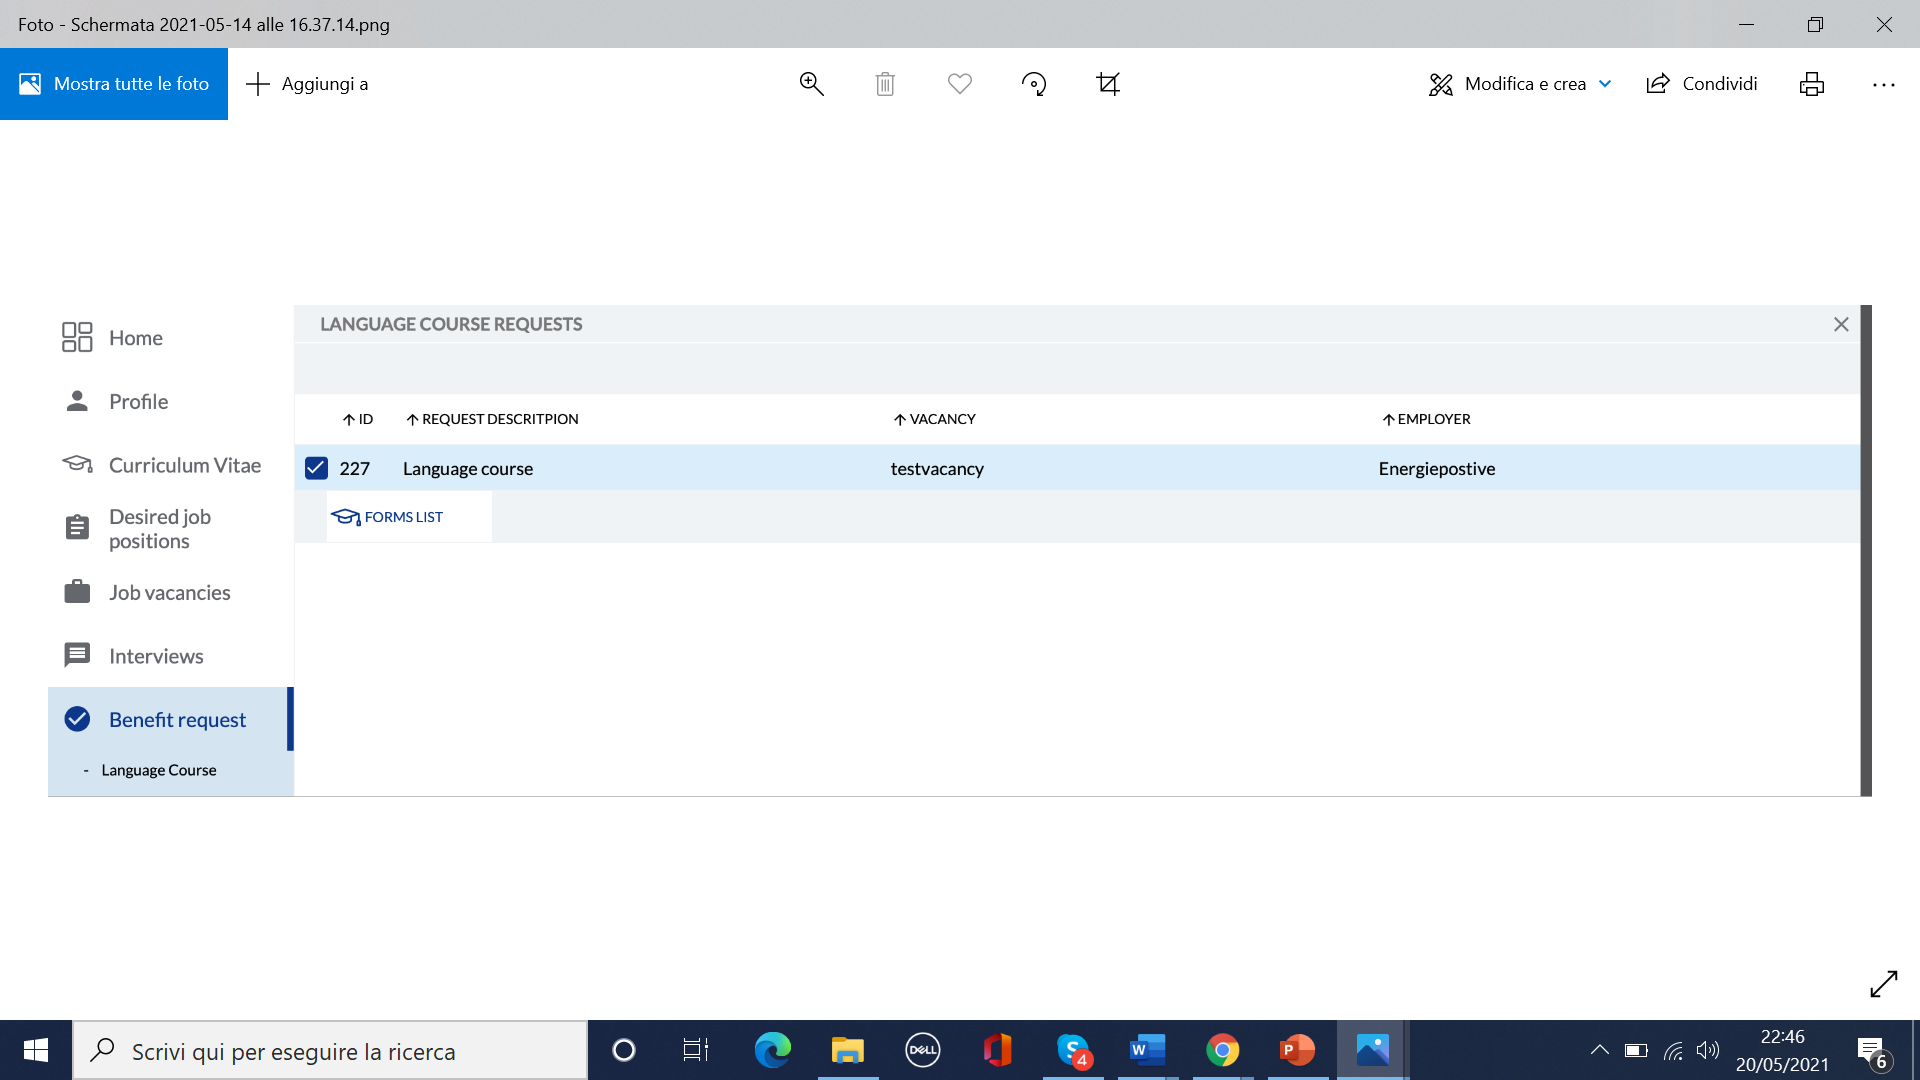 Foto - Schermata 2021-05-14 alle 16.37.14.png
Mostra tutte le foto
Aggiungi a
Modifica e crea
Condividi
Home
Profile
Curriculum Vitae
Desired job
positions
Job vacancies
Interviews
Benefit request
- Language Course
LANGUAGE COURSE REQUESTS
ID REQUEST DESCRITPION VACANCY EMPLOYER
227 Language course testvacancy Energiepostive
FORMS LIST
Scrivi qui per eseguire la ricerca
DELL
S
4
W
P
22:46
20/05/2021
6